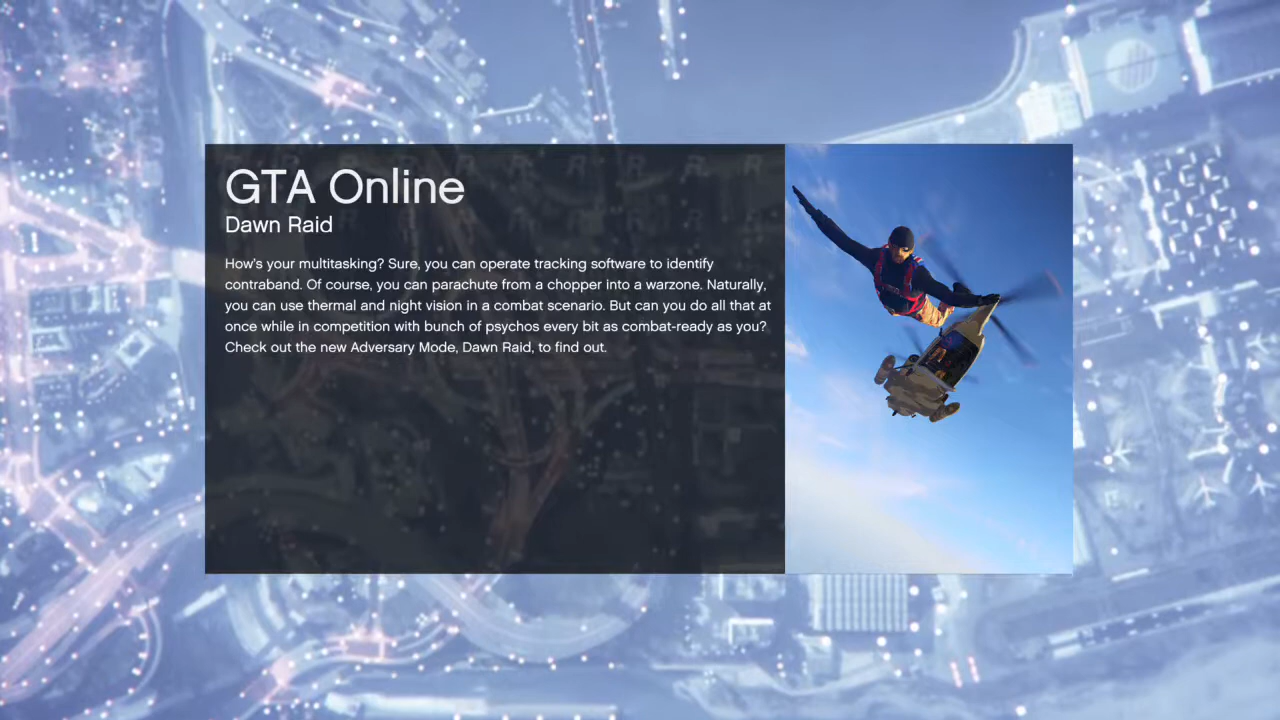 GTA Online
Dawn Raid
How's your multitasking? Sure, you can operate tracking software to identify
contraband. Of course, you can parachute from a chopper into a warzone. Naturally,
you can use thermal and night vision in a combat scenario. But can you do all that at
once while in competition with bunch of psychos every bit as combat-ready as you?
Check out the new Adversary Mode, Dawn Raid, to find out.